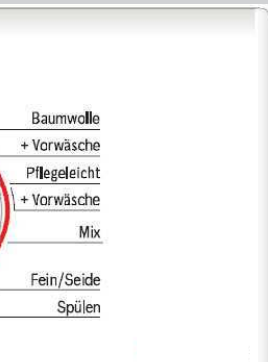 Baumwolle
+ Vorwäsche
Pflegeleicht
+ Vorwäsche
Mix
Fein/Seide
Spülen